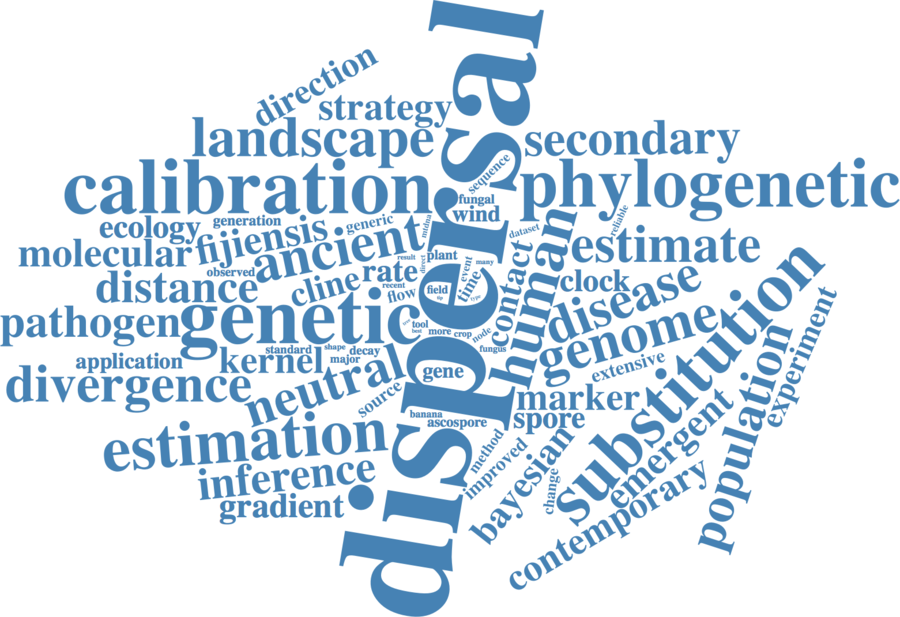 dispersal
direction
strategy
landscape
secondary
calibration
sequence
phylogenetic
fungal
wind
ecology
generation
generic
mtdna
dataset
reliable
molecular
fijiensis
ancient
estimate
observed
result
direct
plant
event
many
contact
human
distance
cline
rate
recent
flow
field
tip
time
type
clock
disease
pathogen
genetic
tool
best
more
crop
node
genome
substitution
standard
shape
decay
fungus
application
kernel
major
divergence
neutral
gene
extensive
population
experiment
source
marker
banana
ascospore
spore
estimation
method
emergent
inference
improved
bayesian
change
gradient
contemporary